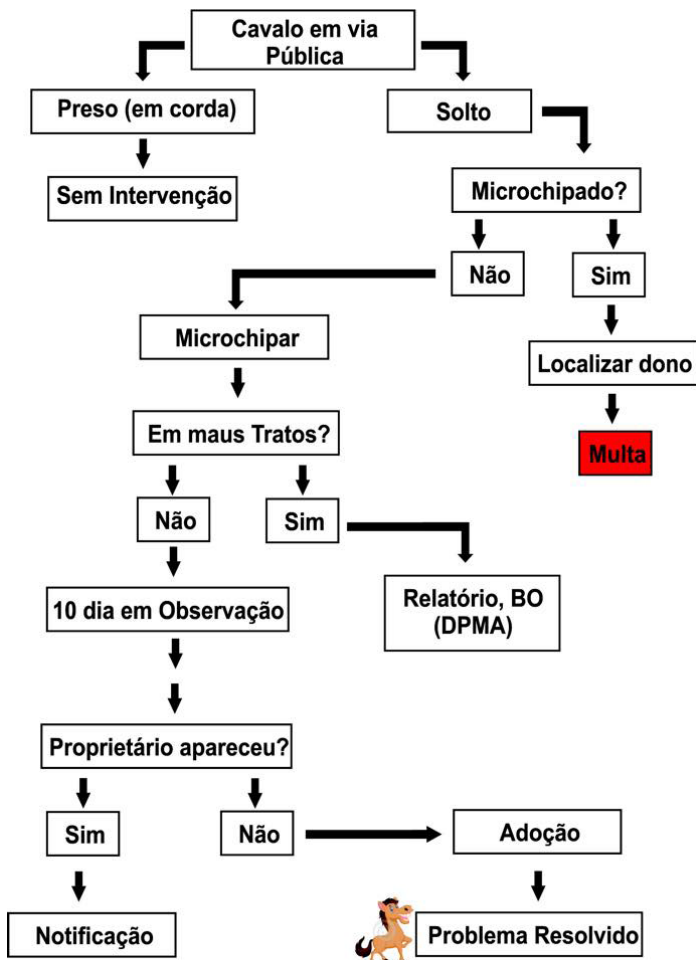 Cavalo em via
Pública
Preso (em corda)
Solto
Sem Intervenção
Microchipado?
Não
Sim
Microchipar
Localizar dono
Em maus Tratos?
Multa
Não
Sim
10 dia em Observação
Relatório, BO
(DPMA)
Proprietário apareceu?
Sim
Não
Adoção
Notificação
Problema Resolvido